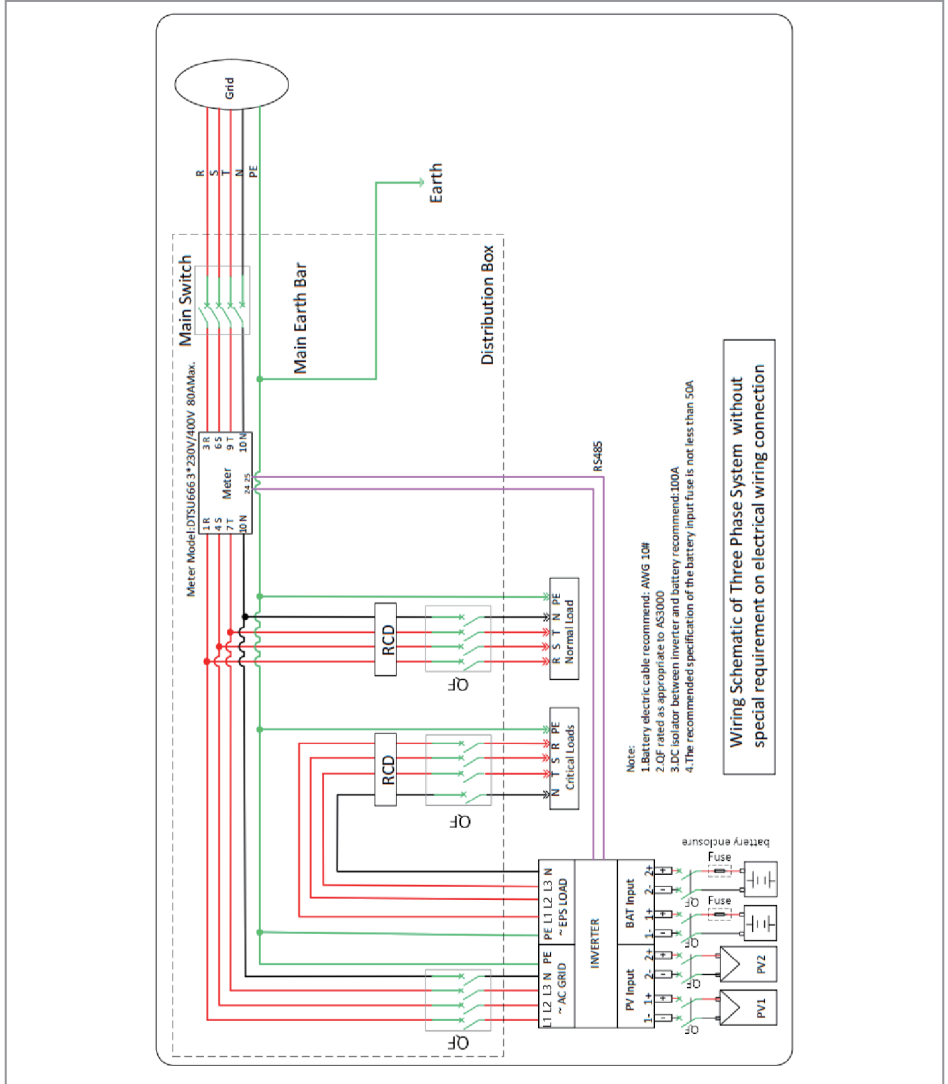 Grid
R
S
T
N
PE
Earth
Main Switch
Main Earth Bar
Distribution Box
Meter Model:DTSU666 3*230V/400V 80AMax.
3 R
6 S
9 T
10 N
Meter
24 25
1 R
4 S
7 T
10 N
RS485
RCD
QF
R S T N PE
Normal Load
RCD
QF
N T S R PE
Critical Loads
Note:
1.Battery electric cable recommend: AWG 10#
2.QF rated as appropriate to AS3000
3.DC isolator between inverter and battery recommend:100A
4.The recommended specification of the battery input fuse is not less than 50A
Wiring Schematic of Three Phase System without
special requirement on electrical wiring connection
QF
L1 L2 L3 N PE
~ AC GRID
PE L1 L2 L3 N
~ EPS LOAD
INVERTER
PV Input
BAT Input
1- 1+ 2- 2+
1- 1+ 2- 2+
- + - + - + - +
QF
QF
QF
QF
Fuse
Fuse
PV1
PV2
battery enclosure